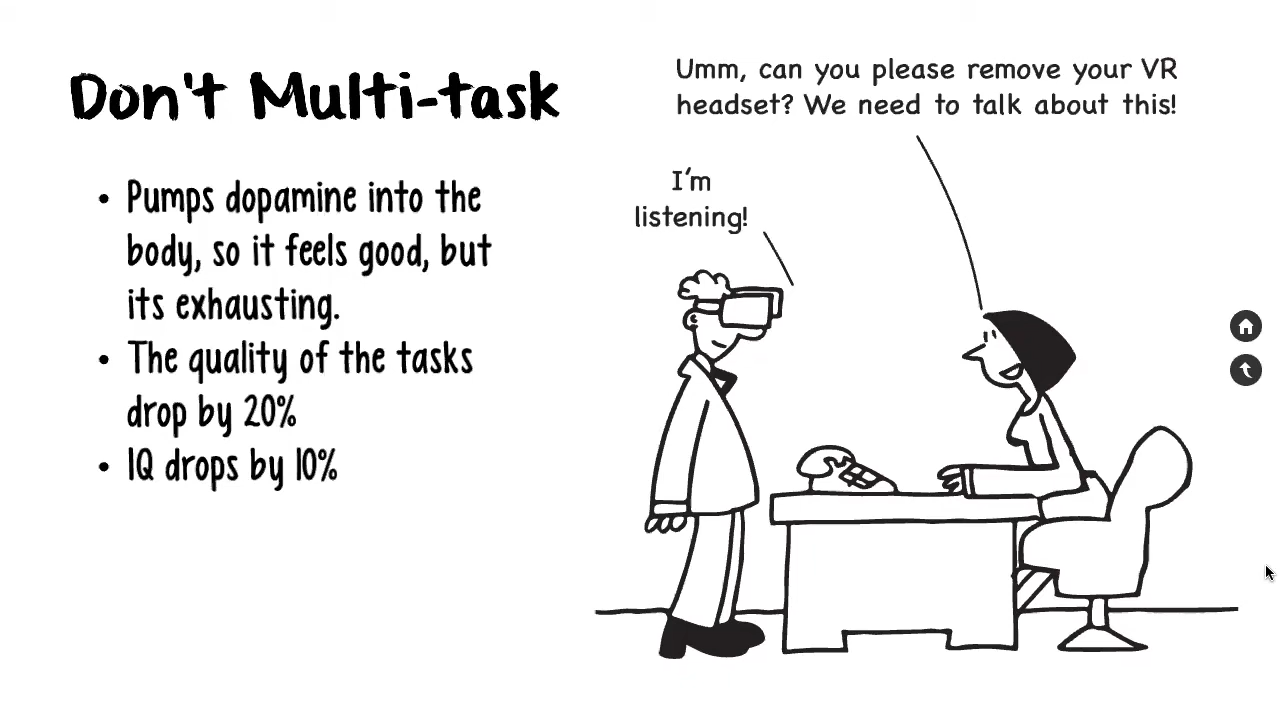 Don't Multi-task
• Pumps dopamine into the
body, so it feels good, but
its exhausting.
• The quality of the tasks
drop by 20%
• IQ drops by 10%
Umm, can you please remove your VR
headset? We need to talk about this!
I'm
listening!